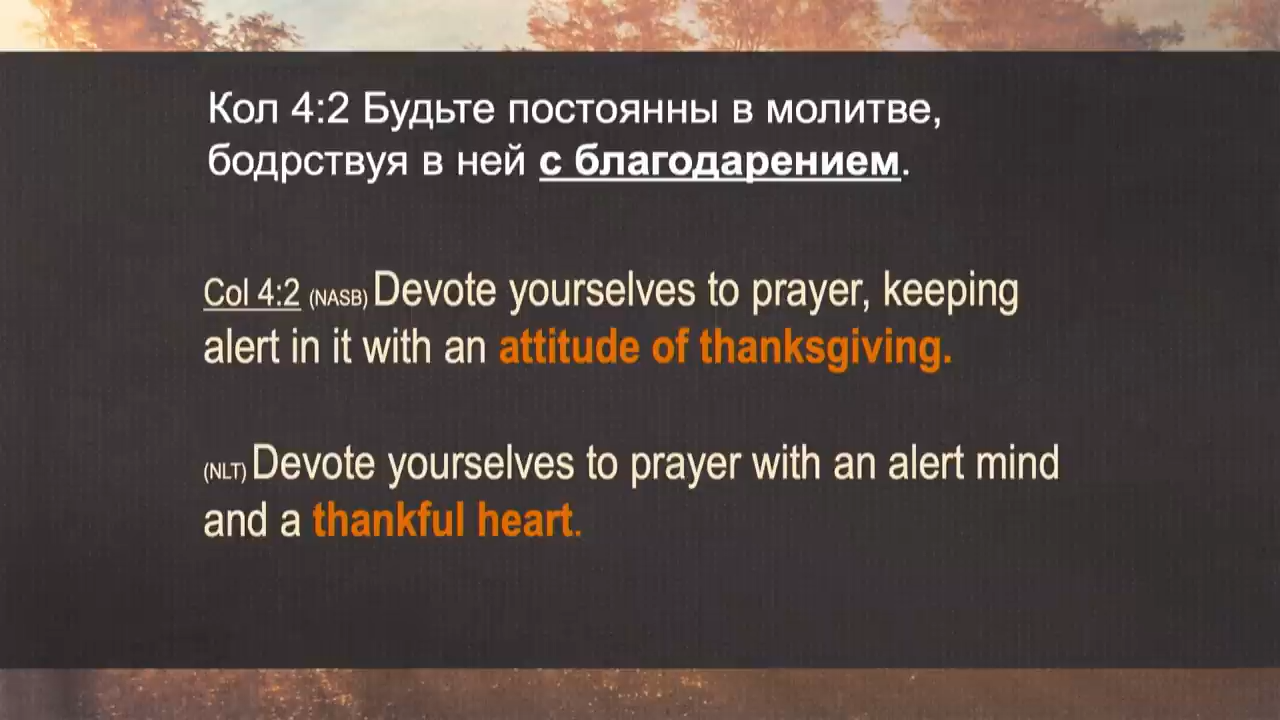 Кол 4:2 Будьте постоянны в молитве,
бодрствуя в ней с благодарением.
Col 4:2 (NASB) Devote yourselves to prayer, keeping
alert in it with an attitude of thanksgiving.
(NLT) Devote yourselves to prayer with an alert mind
and a thankful heart.